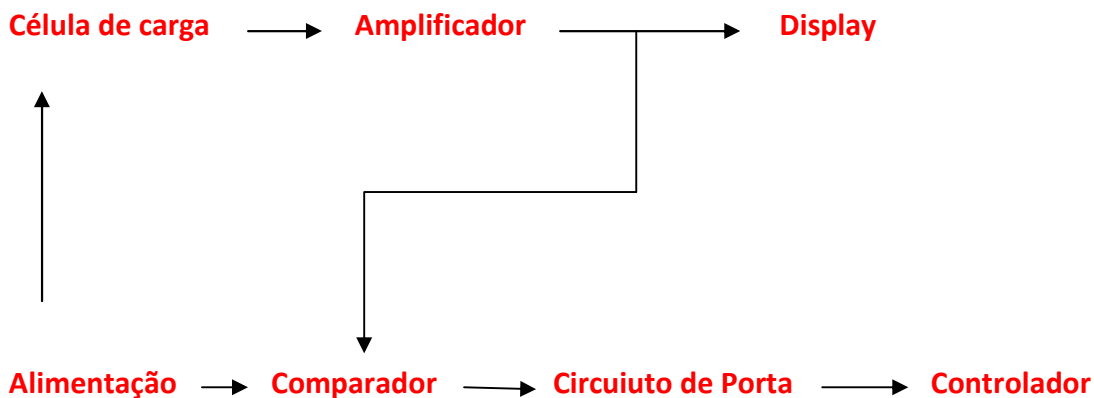 Célula de carga Amplificador Display
Alimentação Comparador Circuiuto de Porta Controlador